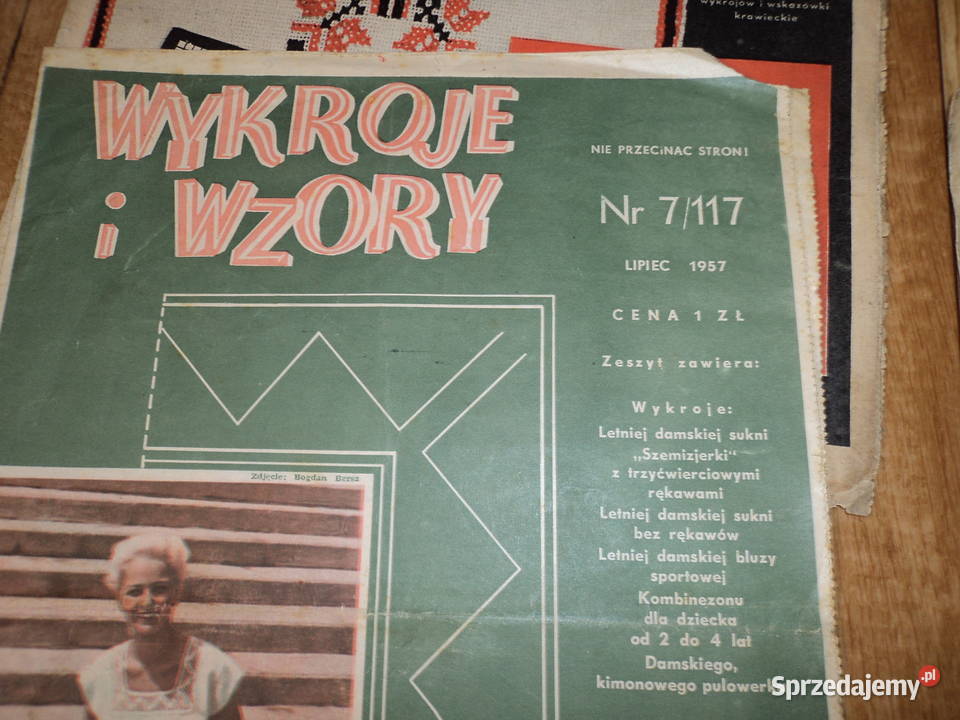 wykrojów i wskazówki
krawieckie
WYKROJE
i WZORY
NIE PRZECINAC STRON!
Nr 7/117
LIPIEC 1957
CENA 1 ZŁ
Zeszyt zawiera:
Wykroje:
Letniej damskiej sukni
„Szemizjerki”
z trzyćwierciowymi
rękawami
Letniej damskiej sukni
bez rękawów
Letniej damskiej bluzy
sportowej
Kombinezonu
dla dziecka
od 2 do 4 lat
Damskiego,
kimonowego pulowerk
Zdjęcie: Bogdan Bersz
Sprzedajemy.pl